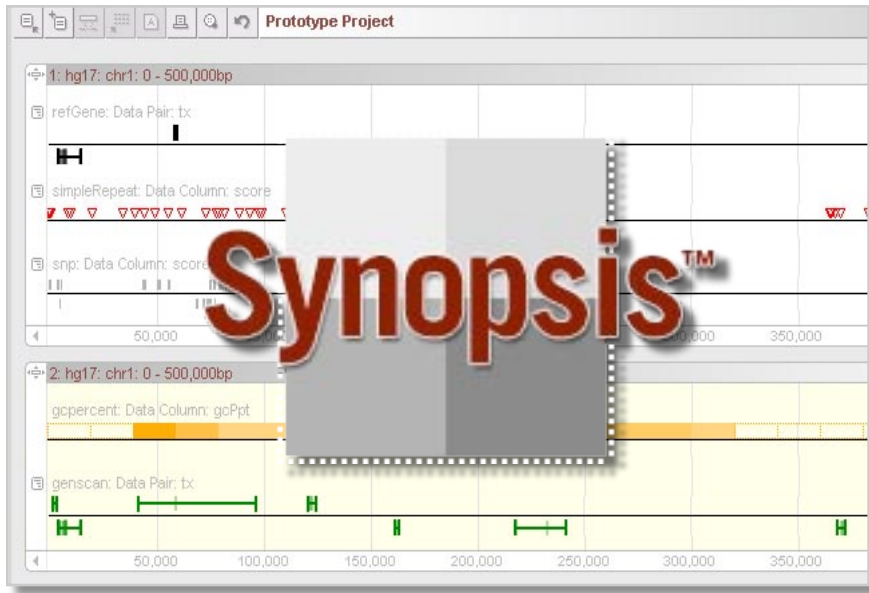 Prototype Project
1: hg17: chr1: 0 - 500,000bp
refGene: Data Pair: tx
simpleRepeat: Data Column: score
snp: Data Column: score
Synopsis™
50,000 350,000
2: hg17: chr1: 0 - 500,000bp
gcpercent: Data Column: gcPpt
genscan: Data Pair: tx
50,000 100,000 150,000 200,000 250,000 300,000 350,000